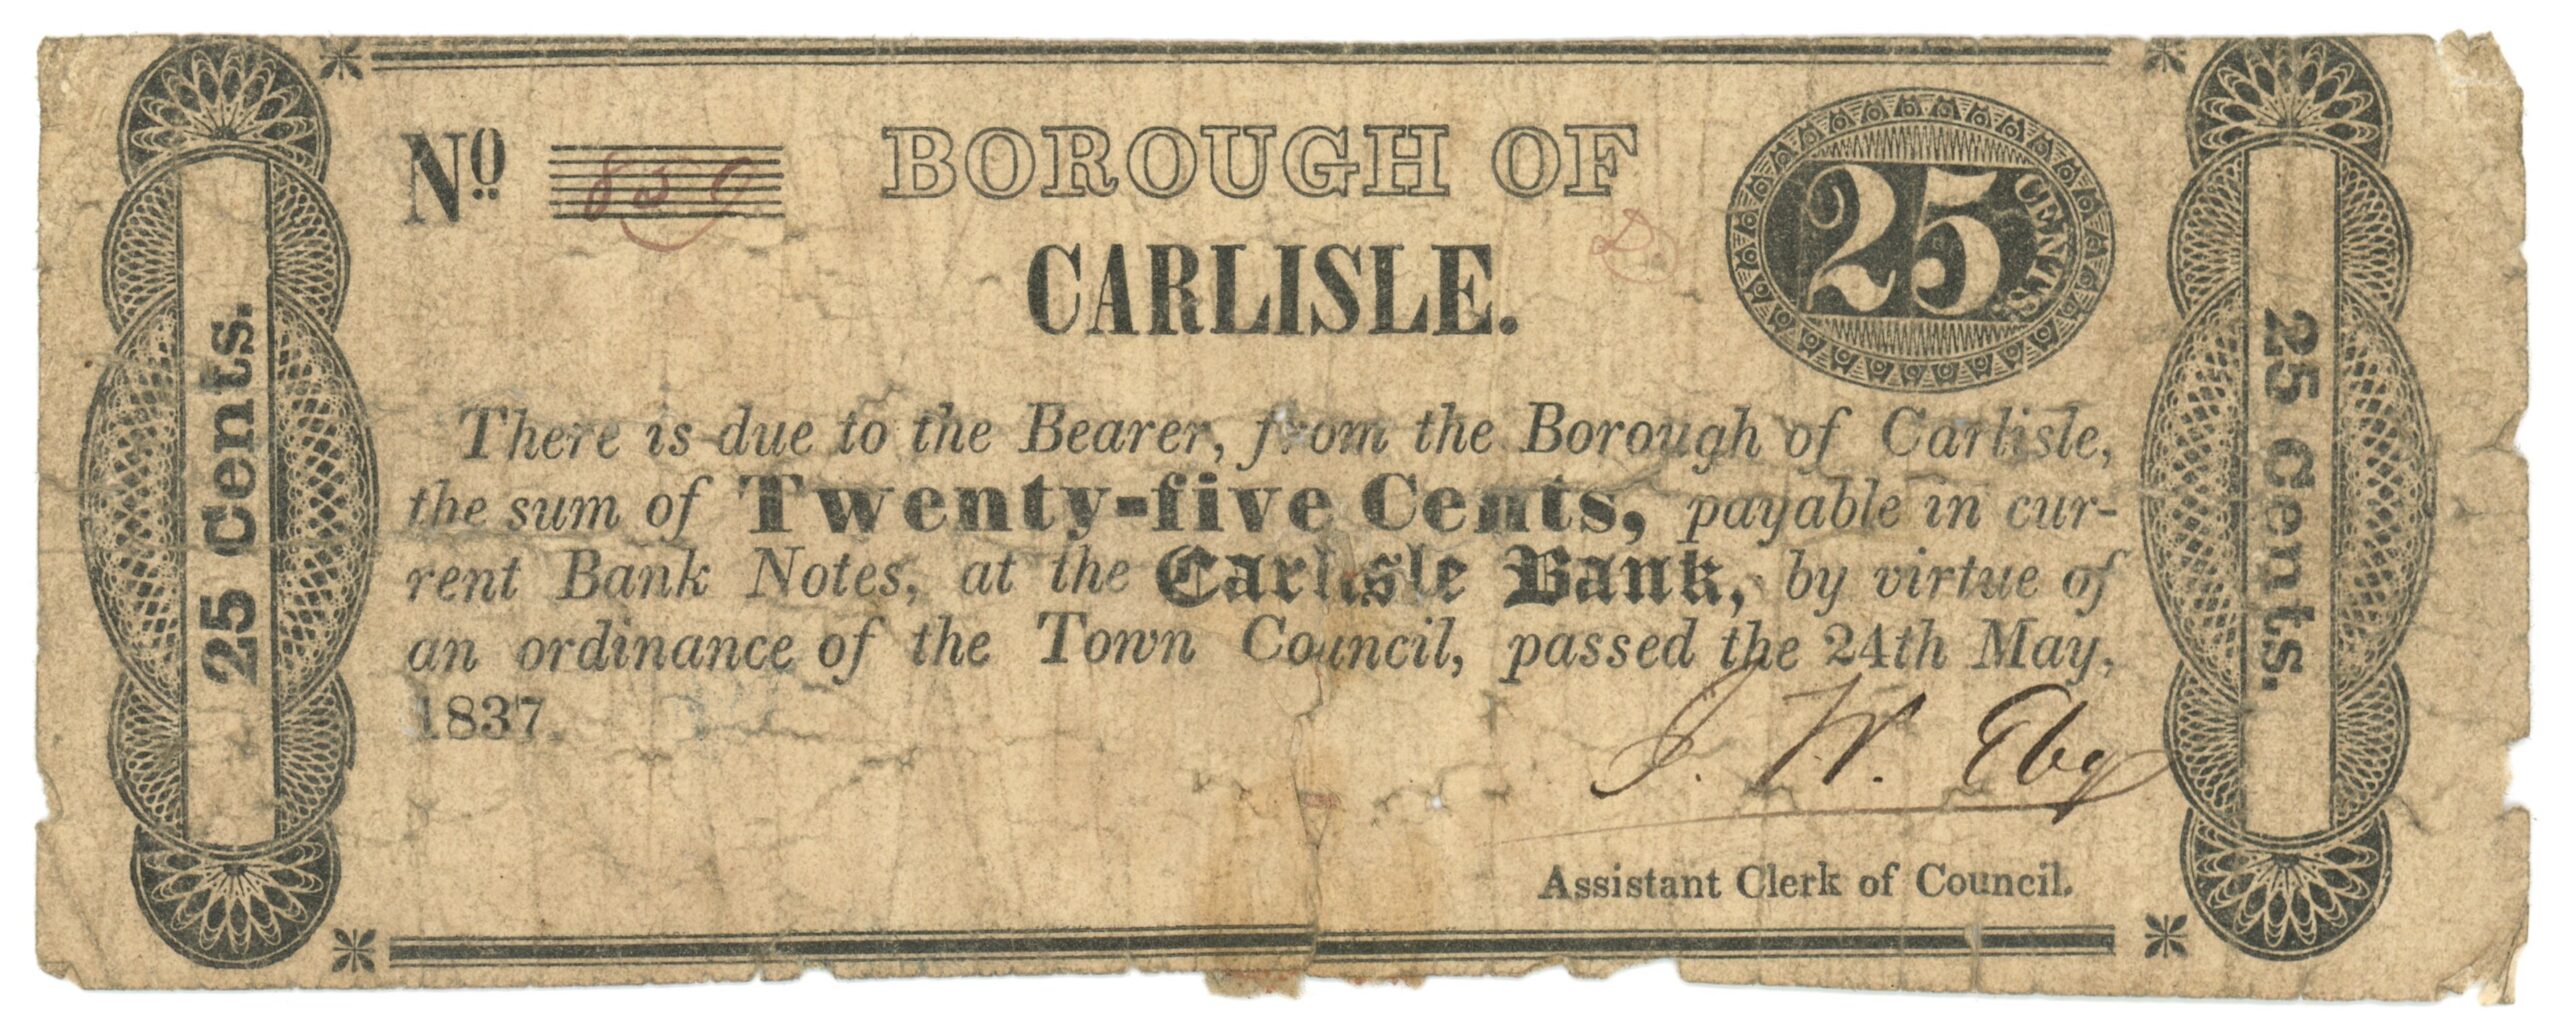 No 850
BOROUGH OF
CARLISLE.
D.
25 CENTS
25 Cents.
There is due to the Bearer, from the Borough of Carlisle,
the sum of Twenty-five Cents, payable in cur-
rent Bank Notes, at the Carlisle Bank, by virtue of
an ordinance of the Town Council, passed the 24th May,
1837.
J. W. Eby
Assistant Clerk of Council.
25 Cents.